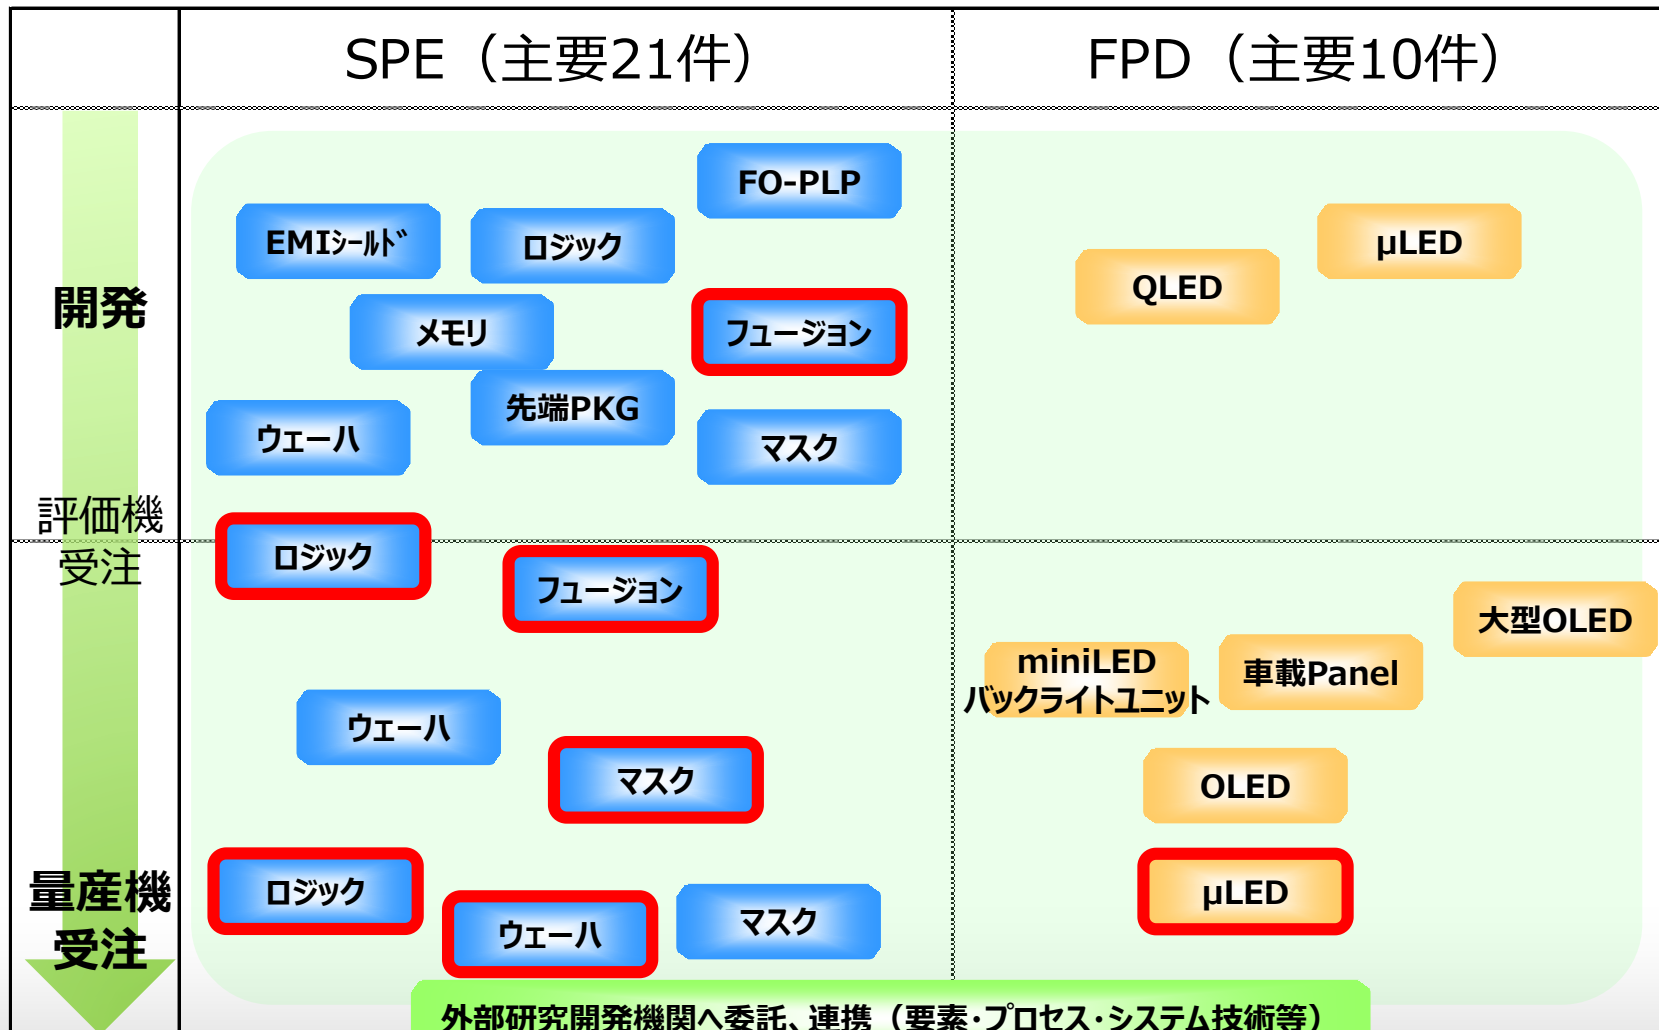 SPE（主要21件）
FPD（主要10件）
開発
評価機
受注
量産機
受注
FO-PLP
EMIｼｰﾙﾄﾞ
ロジック
メモリ
フュージョン
先端PKG
ウェーハ
マスク
μLED
QLED
ロジック
フュージョン
ウェーハ
マスク
ロジック
ウェーハ
マスク
大型OLED
miniLED
バックライトユニット
車載Panel
OLED
μLED
外部研究開発機関へ委託、連携（要素･プロセス･システム技術等）